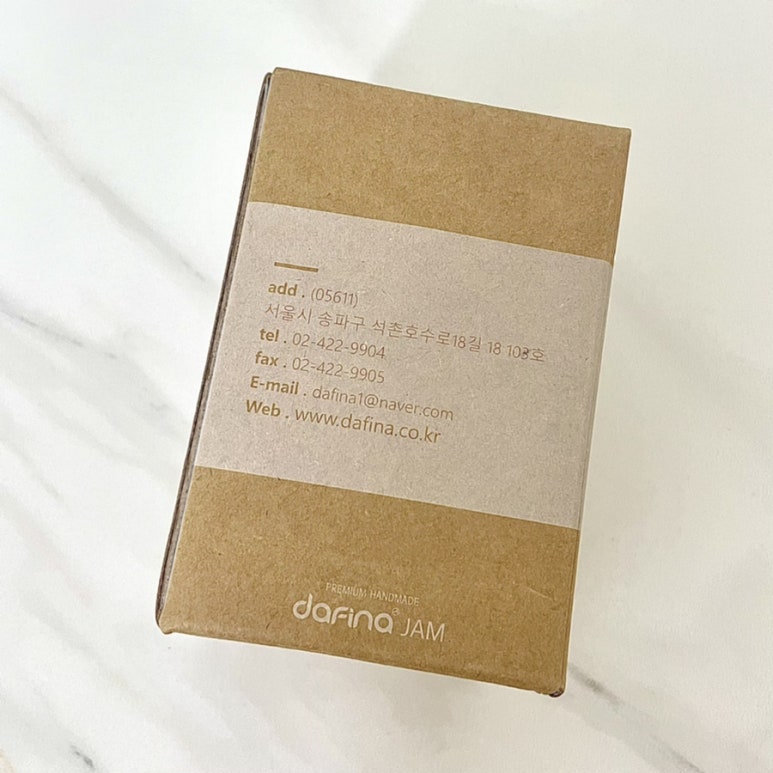 add . (05611)
서울시 송파구 석촌호수로18길 18 103호
tel . 02-422-9904
fax . 02-422-9905
E-mail . dafina1@naver.com
Web . www.dafina.co.kr
PREMIUM HANDMADE
dafina® JAM